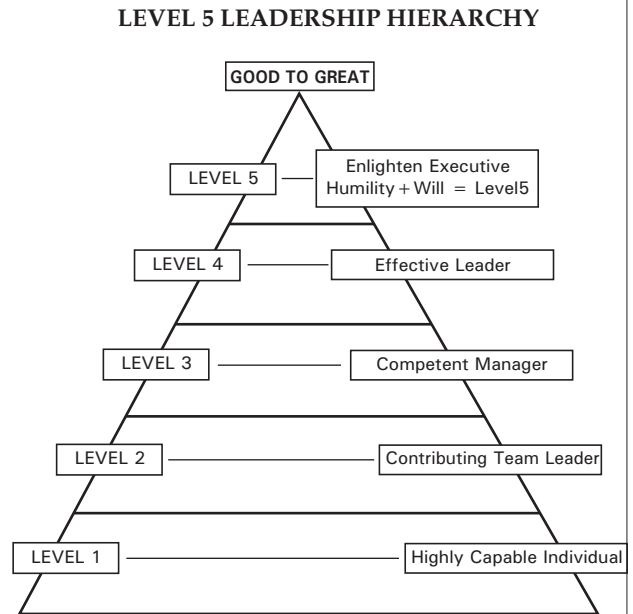 LEVEL 5 LEADERSHIP HIERARCHY
GOOD TO GREAT
LEVEL 5
Enlighten Executive
Humility+Will = Level5
LEVEL 4
Effective Leader
LEVEL 3
Competent Manager
LEVEL 2
Contributing Team Leader
LEVEL 1
Highly Capable Individual